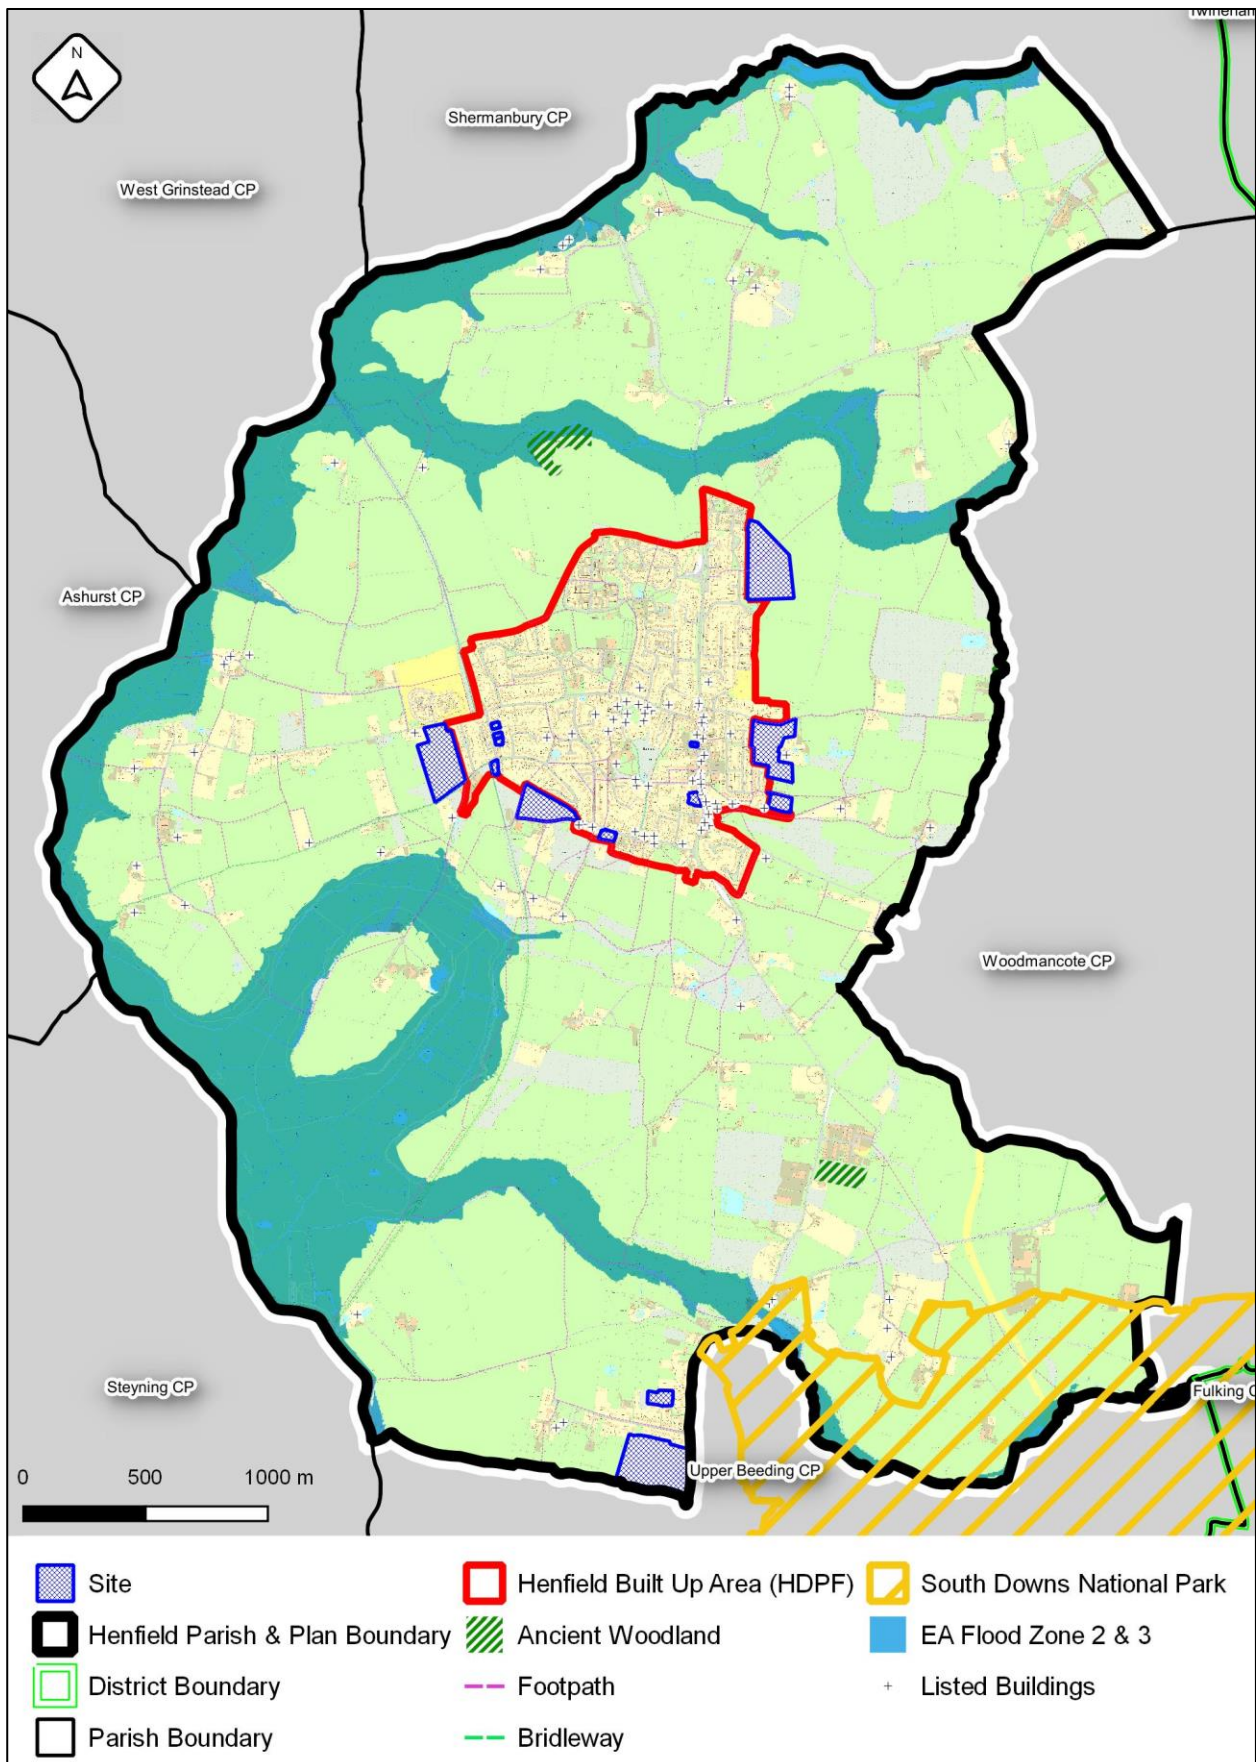 Twineham
N
Shermanbury CP
West Grinstead CP
Ashurst CP
Woodmancote CP
Steyning CP
Fulking C
Upper Beeding CP
0 500 1000 m
Site
Henfield Built Up Area (HDPF)
South Downs National Park
Henfield Parish & Plan Boundary
Ancient Woodland
EA Flood Zone 2 & 3
District Boundary
Footpath
Listed Buildings
Parish Boundary
Bridleway